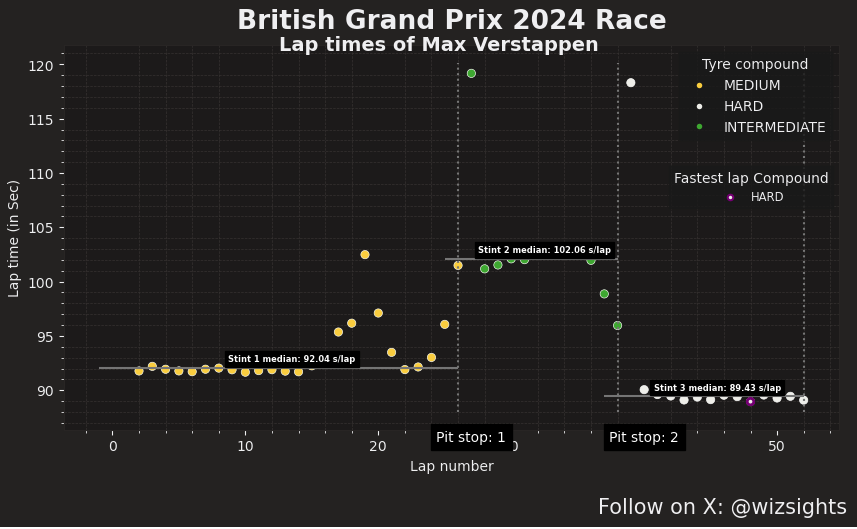 British Grand Prix 2024 Race
Lap times of Max Verstappen
Tyre compound
MEDIUM
HARD
INTERMEDIATE
Fastest lap Compound
HARD
Lap time (in Sec)
120
115
110
105
100
95
90
Stint 2 median: 102.06 s/lap
Stint 1 median: 92.04 s/lap
Stint 3 median: 89.43 s/lap
Pit stop: 1
Pit stop: 2
0
10
20
0
50
Lap number
Follow on X: @wizsights